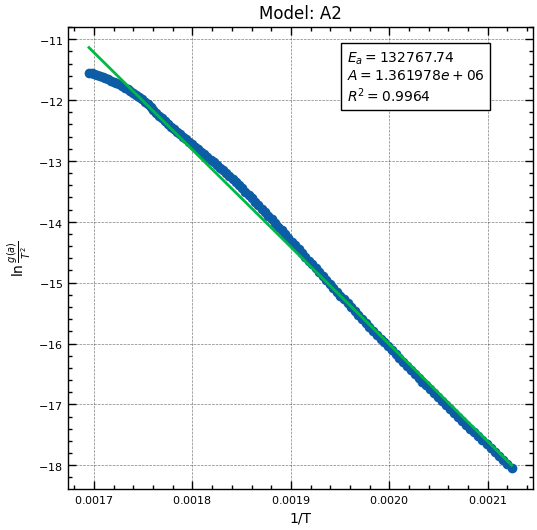 Model: A2
E_a = 132767.74
A = 1.361978e + 06
R^2 = 0.9964
−11
−12
−13
−14
−15
−16
−17
−18
ln g(a)/T^2
0.0017 0.0018 0.0019 0.0020 0.0021
1/T